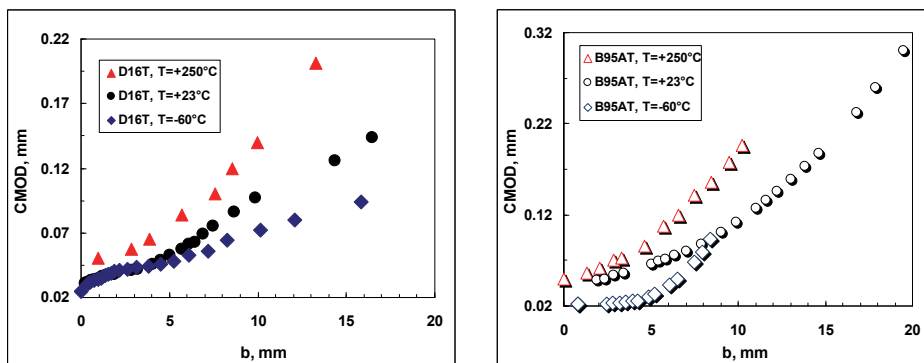 0.22
0.17
0.12
0.07
0.02
CMOD, mm
D16T, T=+250°C
D16T, T=+23°C
D16T, T=-60°C
0 5 10 15 20
b, mm
0.32
0.22
0.12
0.02
CMOD, mm
B95AT, T=+250°C
B95AT, T=+23°C
B95AT, T=-60°C
0 5 10 15 20
b, mm